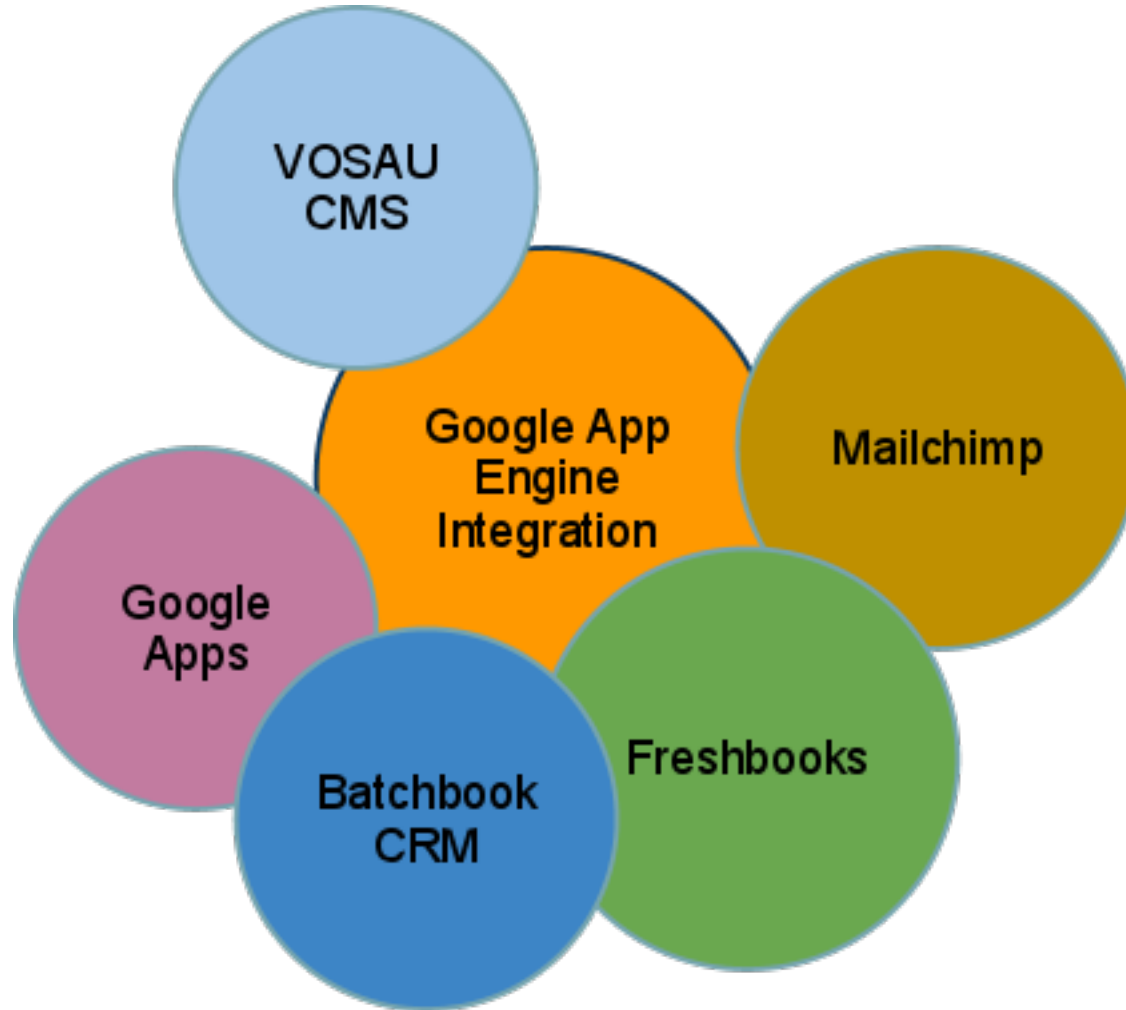 VOSAU
CMS
Google App
Engine
Integration
Mailchimp
Google
Apps
Freshbooks
Batchbook
CRM